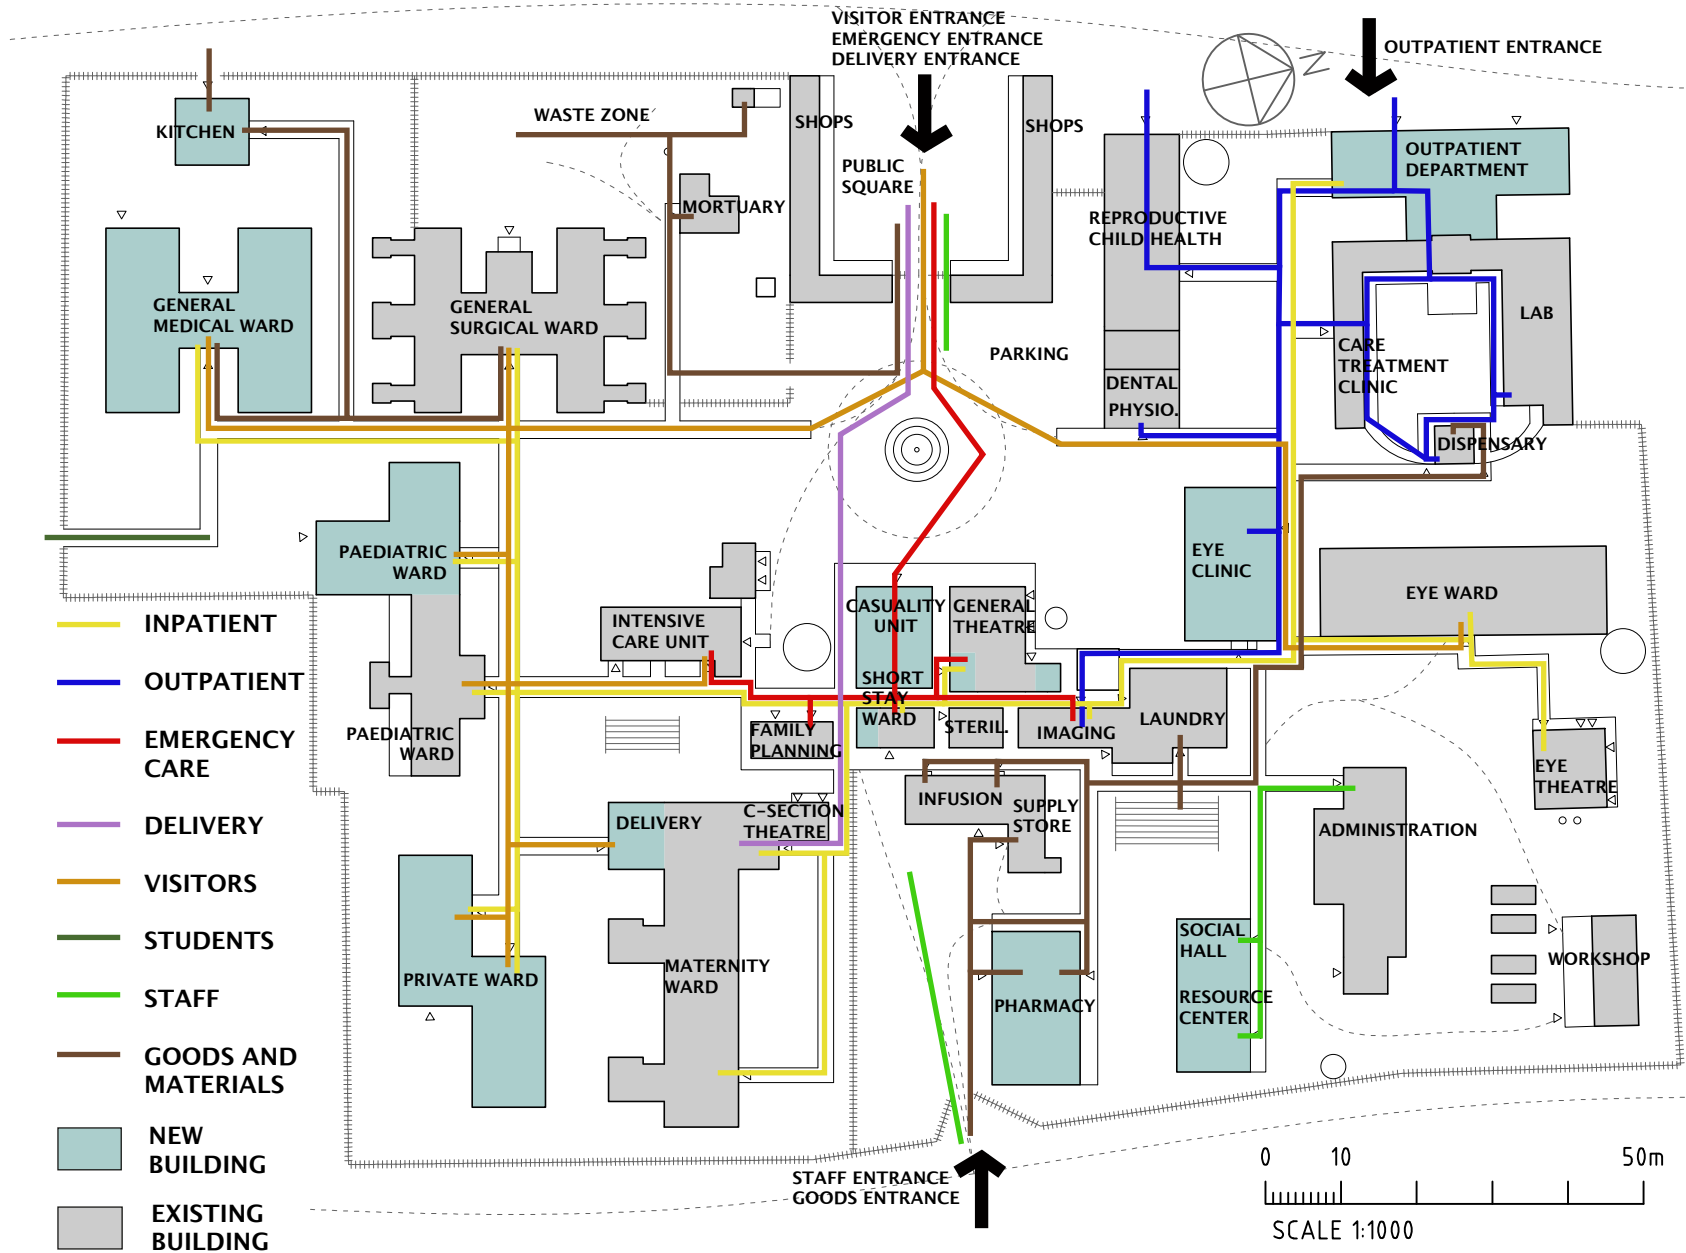 VISITOR ENTRANCE
EMERGENCY ENTRANCE
DELIVERY ENTRANCE
OUTPATIENT ENTRANCE
N
KITCHEN
WASTE ZONE
SHOPS
SHOPS
PUBLIC
SQUARE
OUTPATIENT
DEPARTMENT
MORTUARY
REPRODUCTIVE
CHILD HEALTH
GENERAL
MEDICAL WARD
GENERAL
SURGICAL WARD
LAB
PARKING
CARE
TREATMENT
CLINIC
DENTAL
PHYSIO.
DISPENSARY
PAEDIATRIC
WARD
EYE
CLINIC
EYE WARD
INTENSIVE
CARE UNIT
CASUALITY
UNIT
GENERAL
THEATRE
SHORT
STAY
WARD
STERIL.
IMAGING
LAUNDRY
FAMILY
PLANNING
PAEDIATRIC
WARD
EYE
THEATRE
INFUSION
SUPPLY
STORE
DELIVERY
C-SECTION
THEATRE
ADMINISTRATION
SOCIAL
HALL
WORKSHOP
MATERNITY
WARD
PRIVATE WARD
PHARMACY
RESOURCE
CENTER
INPATIENT
OUTPATIENT
EMERGENCY
CARE
DELIVERY
VISITORS
STUDENTS
STAFF
GOODS AND
MATERIALS
NEW
BUILDING
EXISTING
BUILDING
STAFF ENTRANCE
GOODS ENTRANCE
0 10 50m
SCALE 1:1000